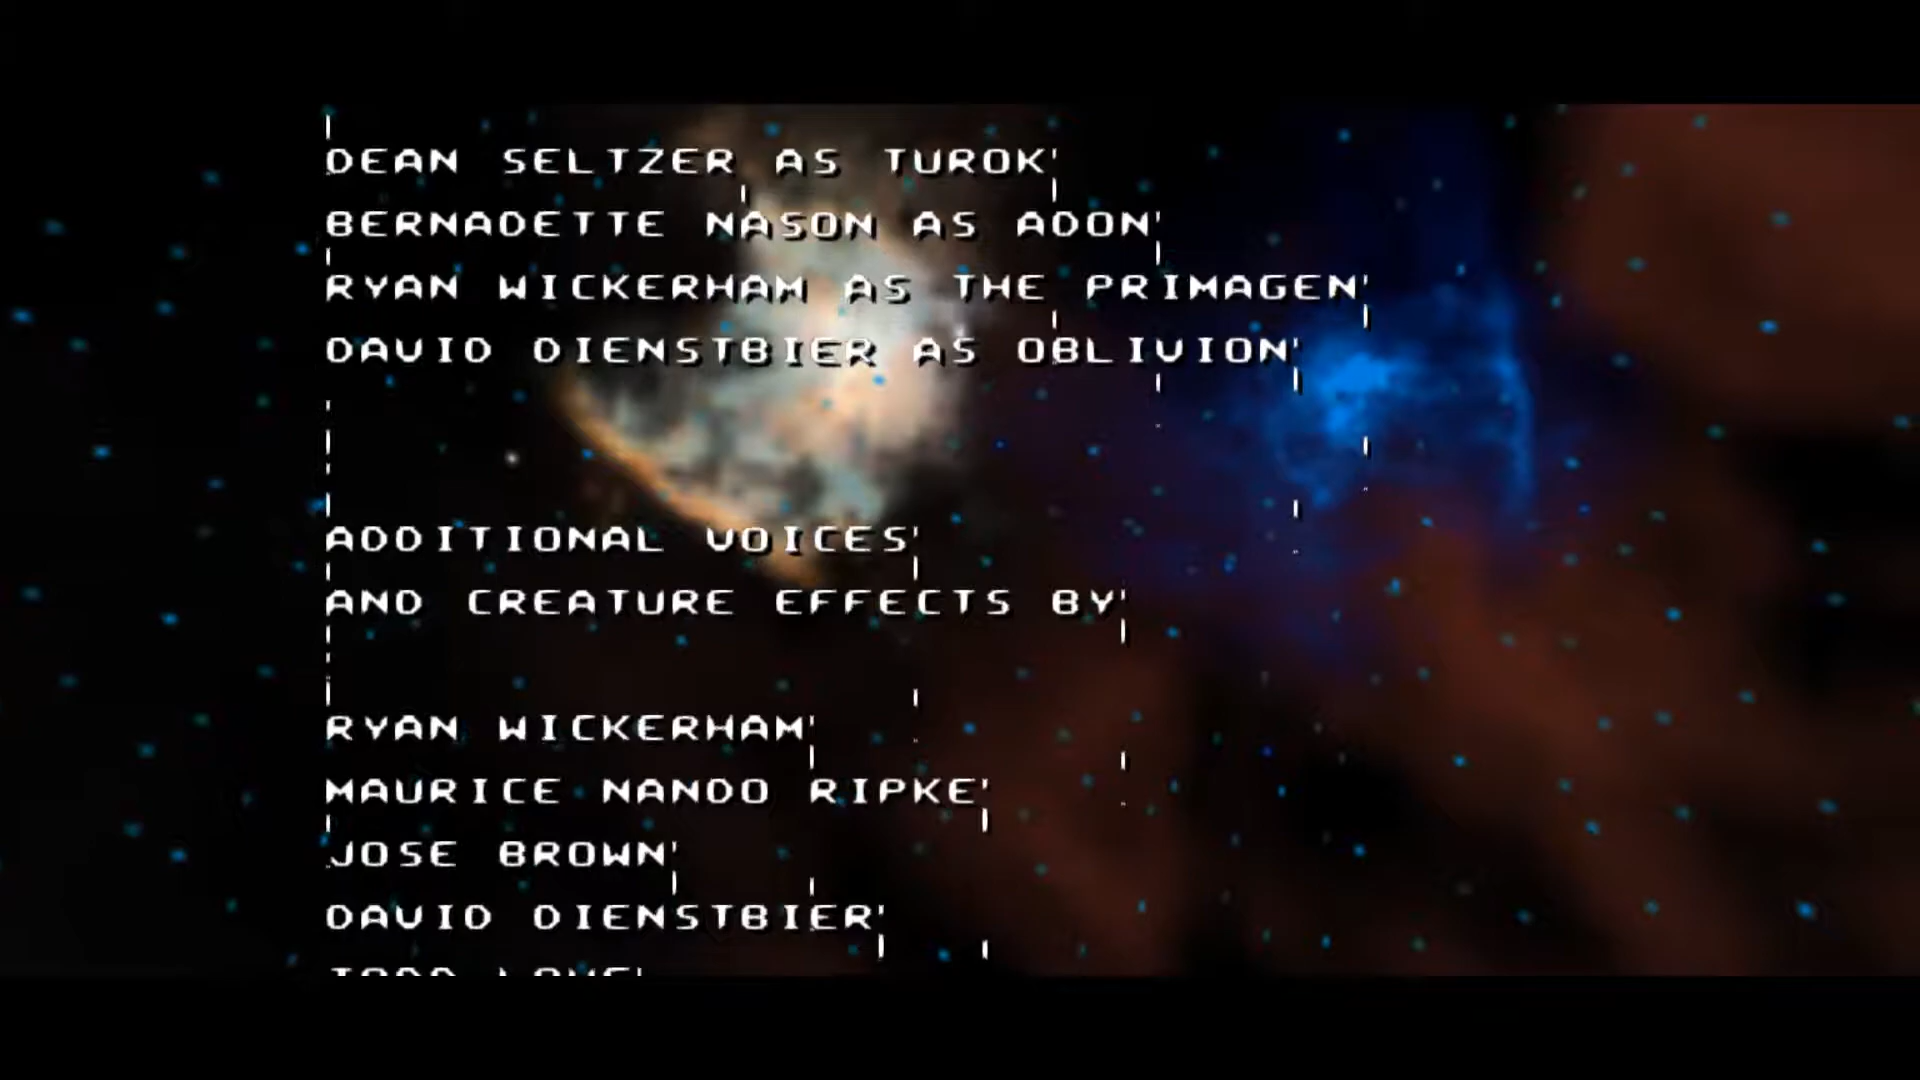 DEAN SELTZER AS TUROK
BERNADETTE NASON AS ADON
RYAN WICKERHAM AS THE PRIMAGEN
DAVID DIENSTBIER AS OBLIVION
ADDITIONAL VOICES
AND CREATURE EFFECTS BY
RYAN WICKERHAM
MAURICE NANDO RIPKE
JOSE BROWN
DAVID DIENSTBIER